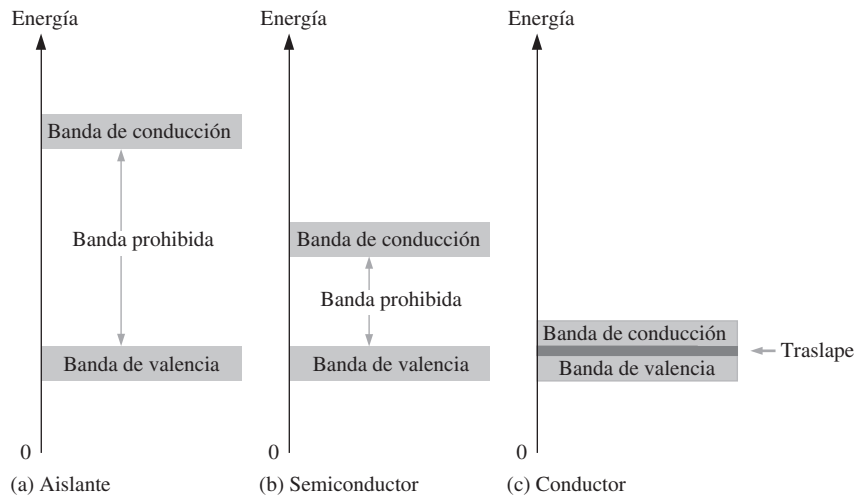 Energía
Banda de conducción
Banda prohibida
Banda de valencia
0
(a) Aislante
Energía
Banda de conducción
Banda prohibida
Banda de valencia
0
(b) Semiconductor
Energía
Banda de conducción
Banda de valencia
Traslape
0
(c) Conductor